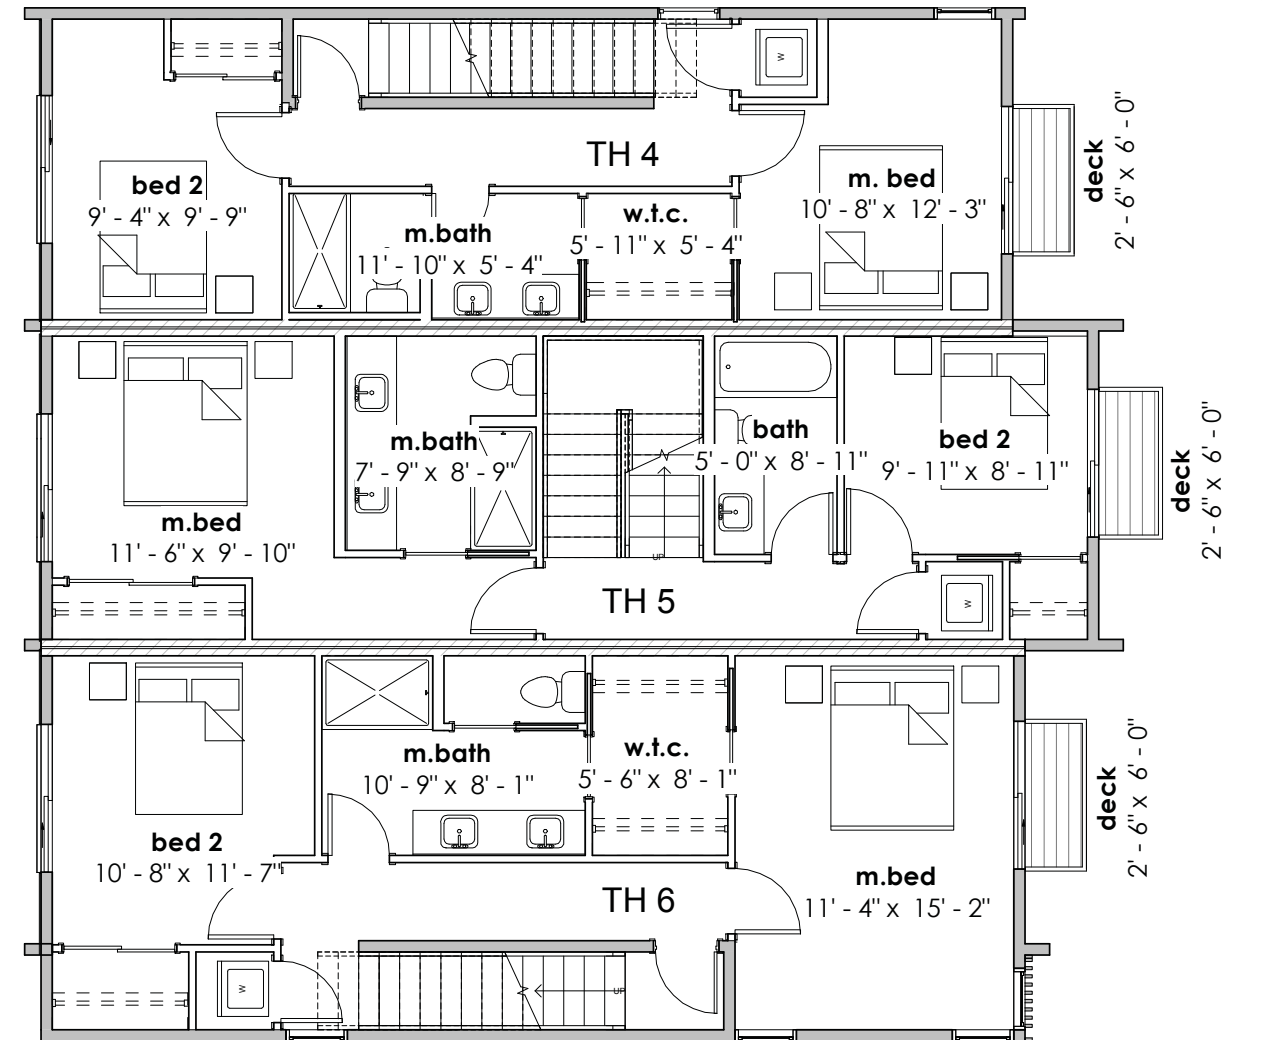 W
TH 4
deck
2' - 6" x 6' - 0"
bed 2
9' - 4" x 9' - 9"
m. bed
10' - 8" x 12' - 3"
w.t.c.
5' - 11" x 5' - 4"
m.bath
11' - 10" x 5' - 4"
m.bath
7' - 9" x 8' - 9"
bath
5' - 0" x 8' - 11"
bed 2
9' - 11" x 8' - 11"
deck
2' - 6" x 6' - 0"
m.bed
11' - 6" x 9' - 10"
UP
TH 5
W
m.bath
10' - 9" x 8' - 1"
w.t.c.
5' - 6" x 8' - 1"
deck
2' - 6" x 6' - 0"
bed 2
10' - 8" x 11' - 7"
m.bed
11' - 4" x 15' - 2"
TH 6
W
UP